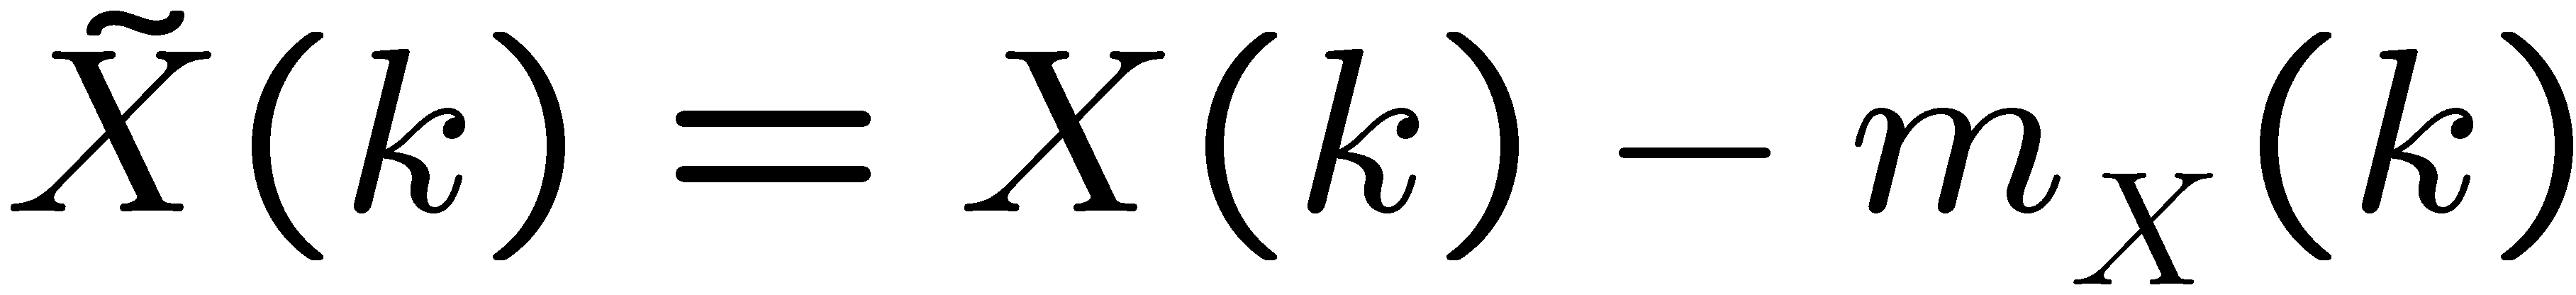 X̃(k) = X(k) − m_X(k)